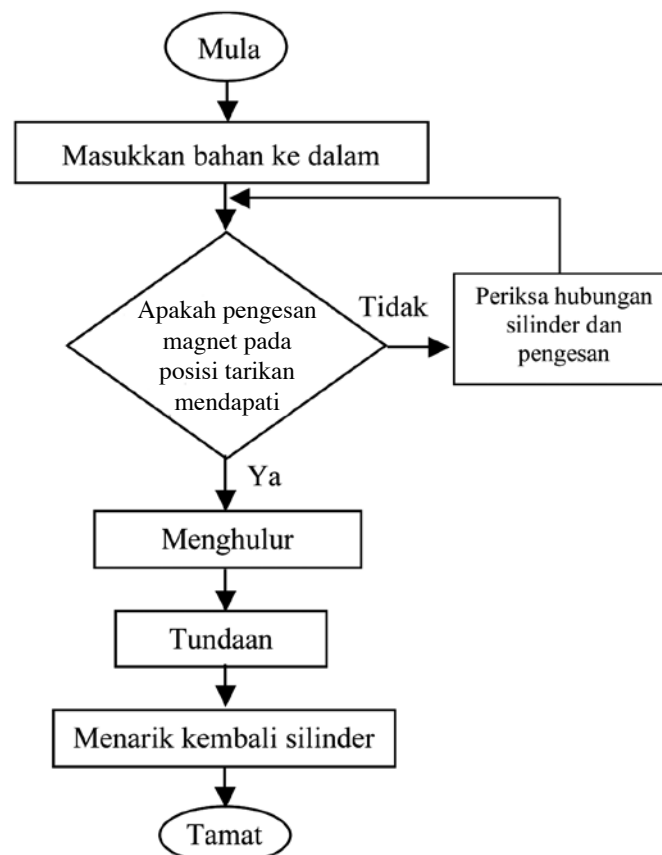 Mula
Masukkan bahan ke dalam
Apakah pengesan
magnet pada
posisi tarikan
mendapati
Tidak
Periksa hubungan
silinder dan
pengesan
Ya
Menghulur
Tundaan
Menarik kembali silinder
Tamat